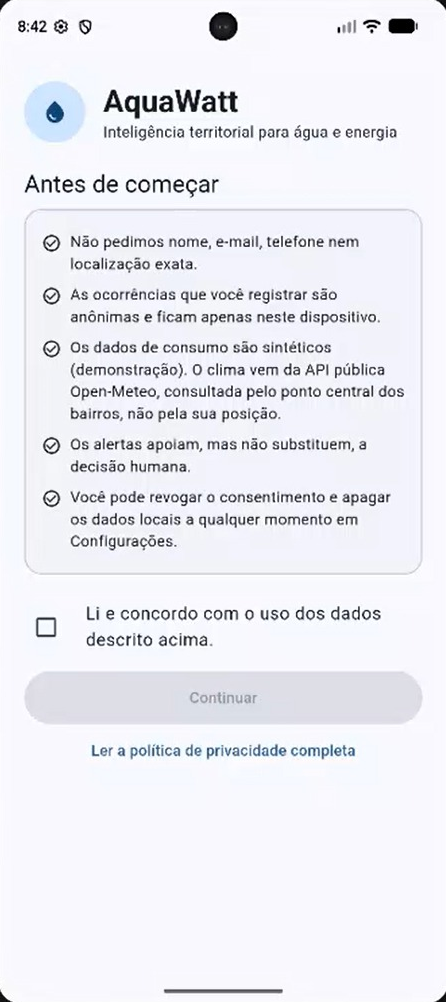 8:42
AquaWatt
Inteligência territorial para água e energia
Antes de começar
Não pedimos nome, e-mail, telefone nem
localização exata.
As ocorrências que você registrar são
anônimas e ficam apenas neste dispositivo.
Os dados de consumo são sintéticos
(demonstração). O clima vem da API pública
Open-Meteo, consultada pelo ponto central dos
bairros, não pela sua posição.
Os alertas apoiam, mas não substituem, a
decisão humana.
Você pode revogar o consentimento e apagar
os dados locais a qualquer momento em
Configurações.
Li e concordo com o uso dos dados
descrito acima.
Continuar
Ler a política de privacidade completa